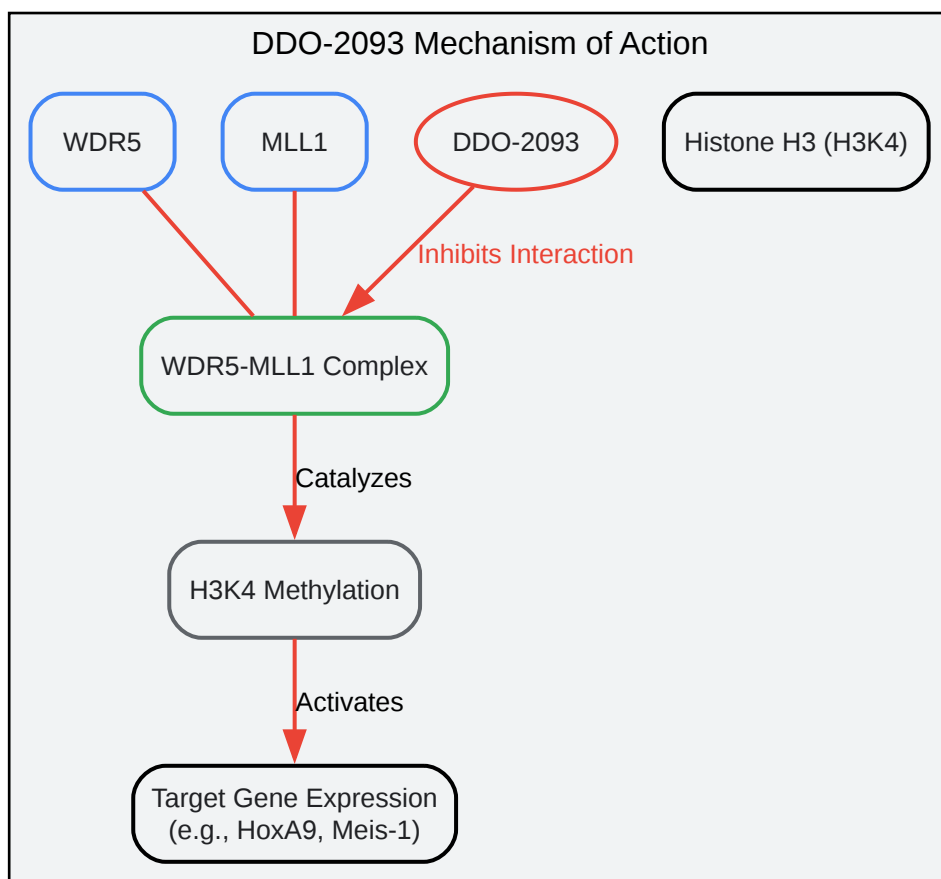 DDO-2093 Mechanism of Action
WDR5
MLL1
DDO-2093
Histone H3 (H3K4)
Inhibits Interaction
WDR5-MLL1 Complex
Catalyzes
H3K4 Methylation
Activates
Target Gene Expression
(e.g., HoxA9, Meis-1)